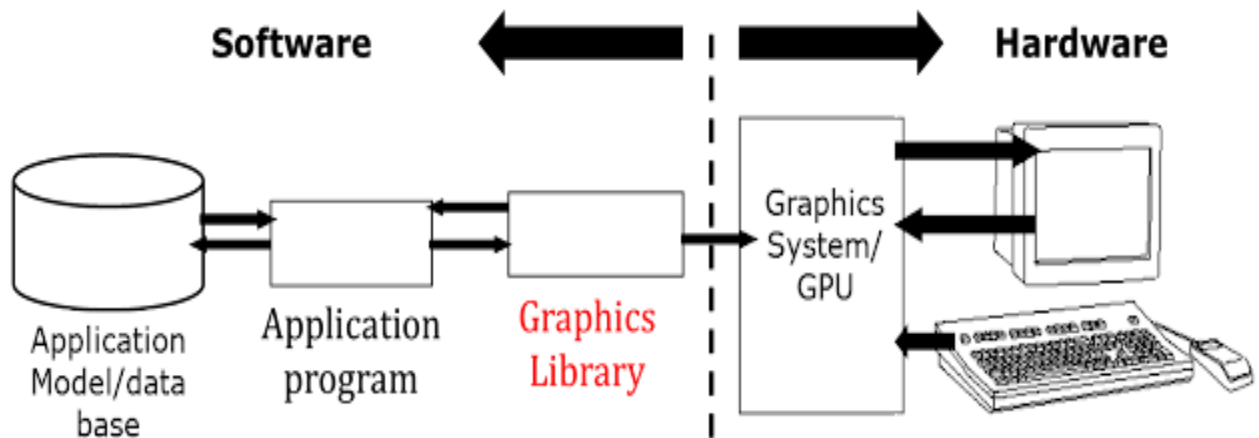 Software
Hardware
Application
Model/data
base
Application
program
Graphics
Library
Graphics
System/
GPU